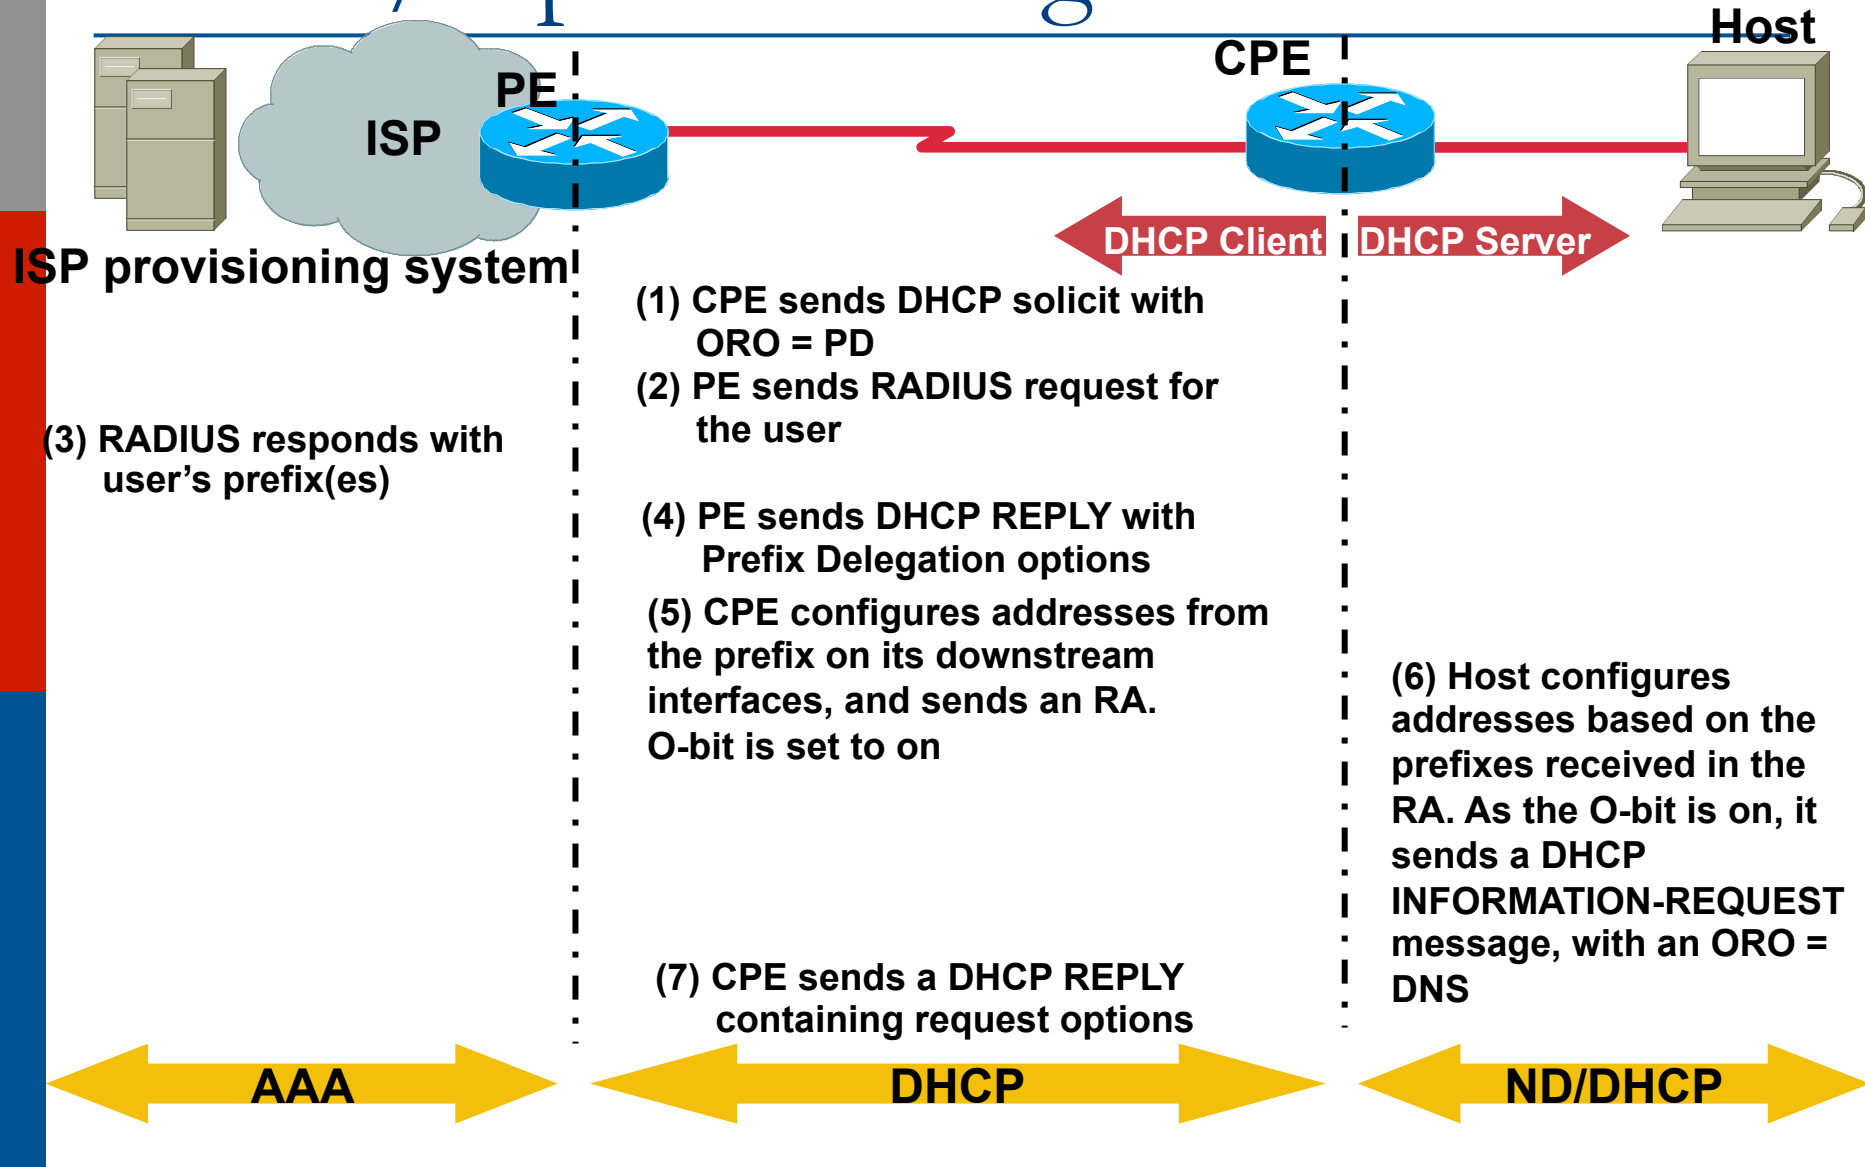 Host
CPE
PE
ISP
DHCP Client
DHCP Server
ISP provisioning system
(1) CPE sends DHCP solicit with
ORO = PD
(2) PE sends RADIUS request for
the user
(3) RADIUS responds with
user’s prefix(es)
(4) PE sends DHCP REPLY with
Prefix Delegation options
(5) CPE configures addresses from
the prefix on its downstream
interfaces, and sends an RA.
O-bit is set to on
(6) Host configures
addresses based on the
prefixes received in the
RA. As the O-bit is on, it
sends a DHCP
INFORMATION-REQUEST
message, with an ORO =
DNS
(7) CPE sends a DHCP REPLY
containing request options
AAA
DHCP
ND/DHCP